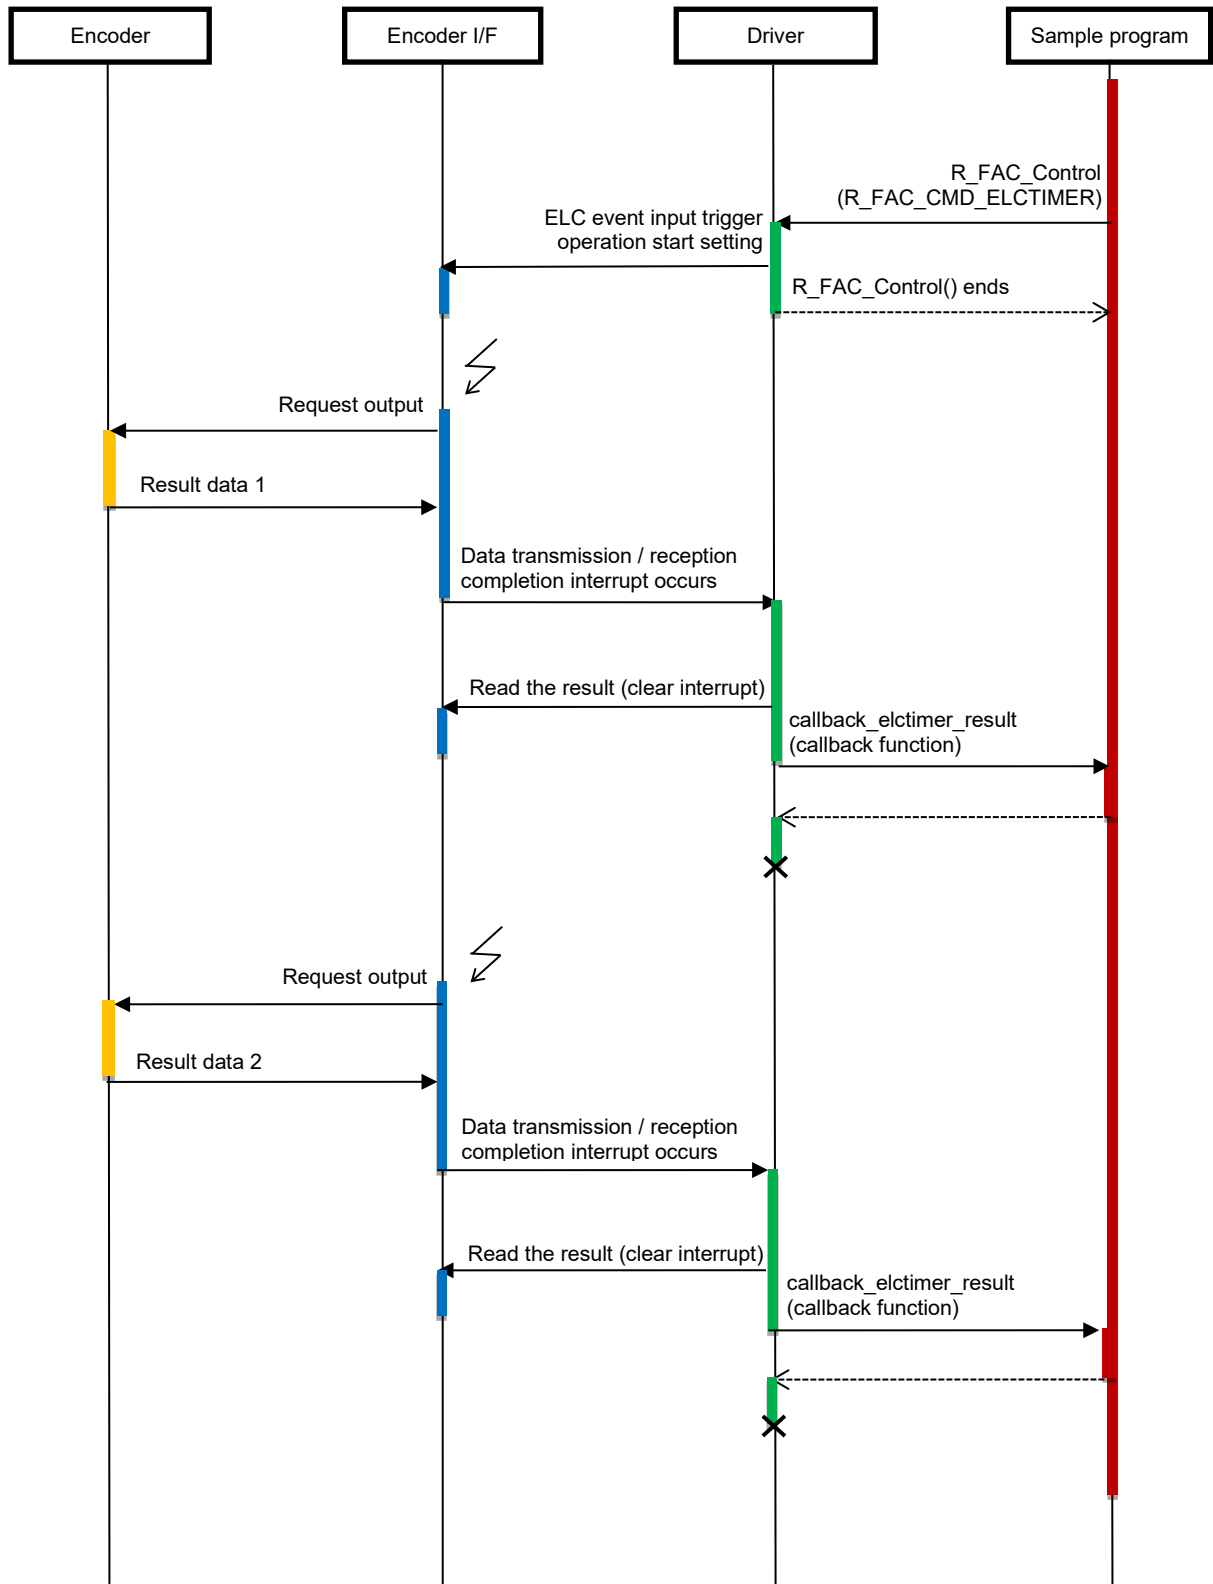 Encoder
Encoder I/F
Driver
Sample program
R_FAC_Control
(R_FAC_CMD_ELCTIMER)
ELC event input trigger
operation start setting
R_FAC_Control() ends
Request output
Result data 1
Data transmission / reception
completion interrupt occurs
Read the result (clear interrupt)
callback_elctimer_result
(callback function)
Request output
Result data 2
Data transmission / reception
completion interrupt occurs
Read the result (clear interrupt)
callback_elctimer_result
(callback function)